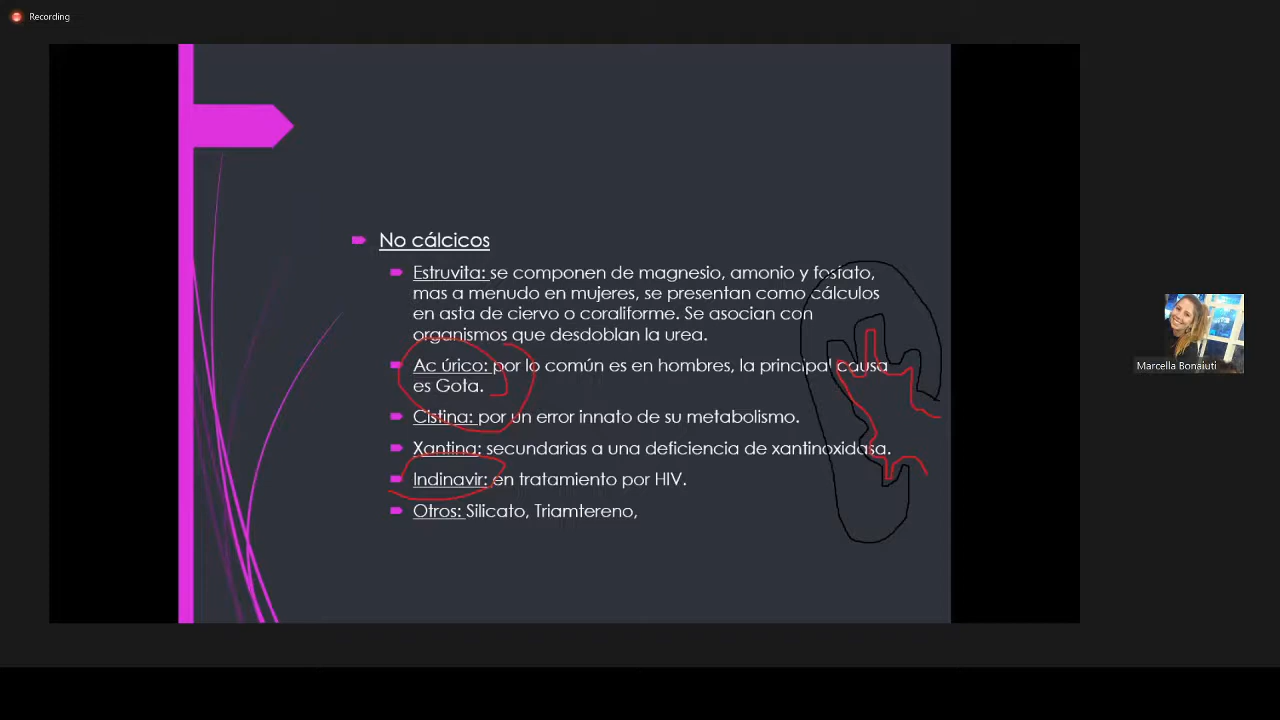 Recording
No cálcicos
Estruvita: se componen de magnesio, amonio y fosfato,
mas a menudo en mujeres, se presentan como cálculos
en asta de ciervo o coraliforme. Se asocian con
organismos que desdoblan la urea.
Ac úrico: por lo común es en hombres, la principal causa
es Gota.
Cistina: por un error innato de su metabolismo.
Xantina: secundarias a una deficiencia de xantinoxidasa.
Indinavir: en tratamiento por HIV.
Otros: Silicato, Triamtereno,
Marcella Bonaiuti